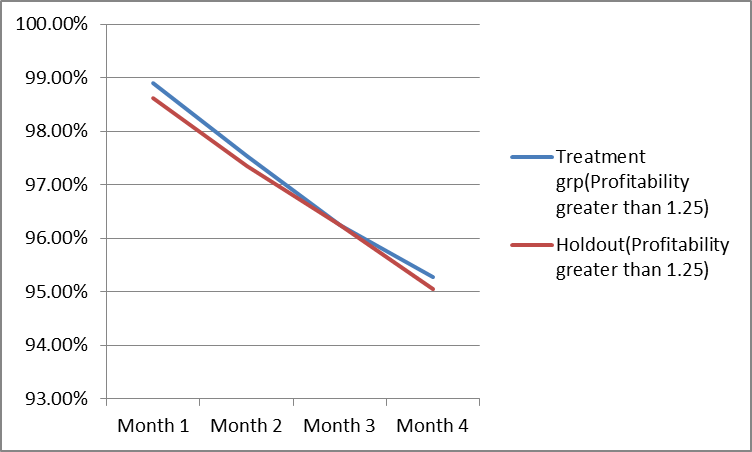 100.00%
99.00%
98.00%
97.00%
96.00%
95.00%
94.00%
93.00%
Month 1
Month 2
Month 3
Month 4
Treatment
grp(Profitability
greater than 1.25)
Holdout(Profitability
greater than 1.25)